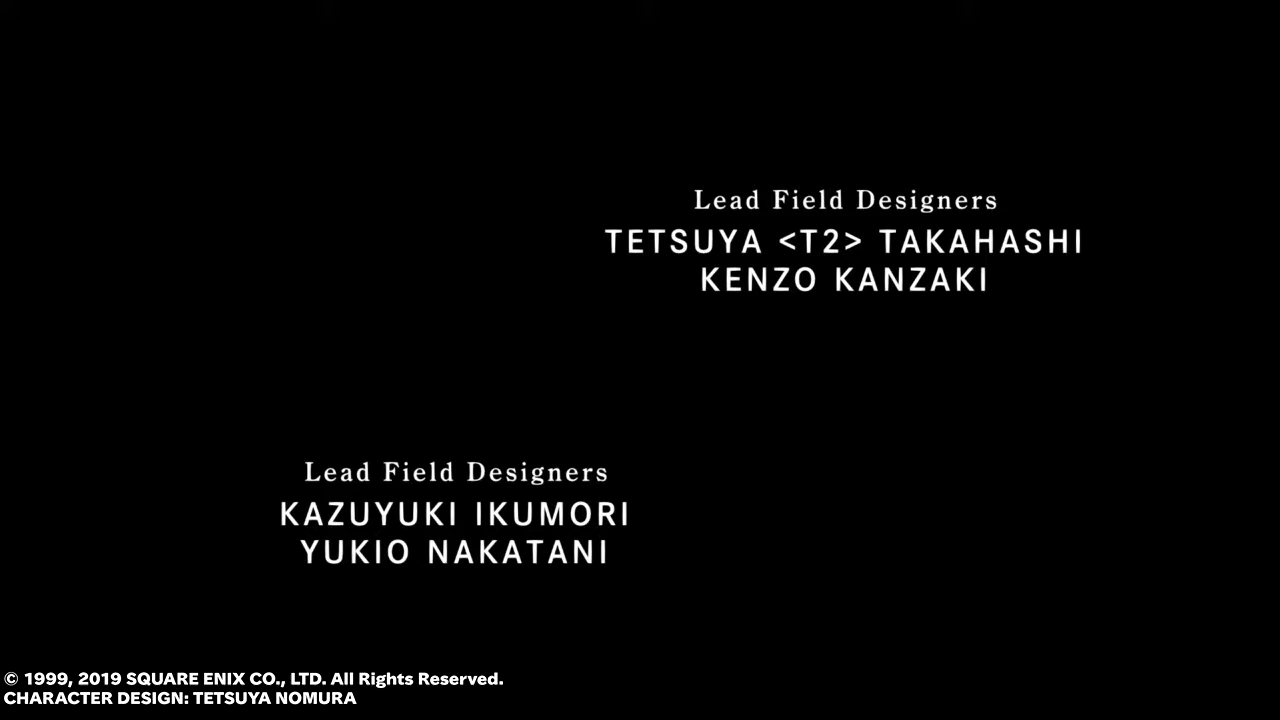 Lead Field Designers
TETSUYA <T2> TAKAHASHI
KENZO KANZAKI
Lead Field Designers
KAZUYUKI IKUMORI
YUKIO NAKATANI
© 1999, 2019 SQUARE ENIX CO., LTD. All Rights Reserved.
CHARACTER DESIGN: TETSUYA NOMURA